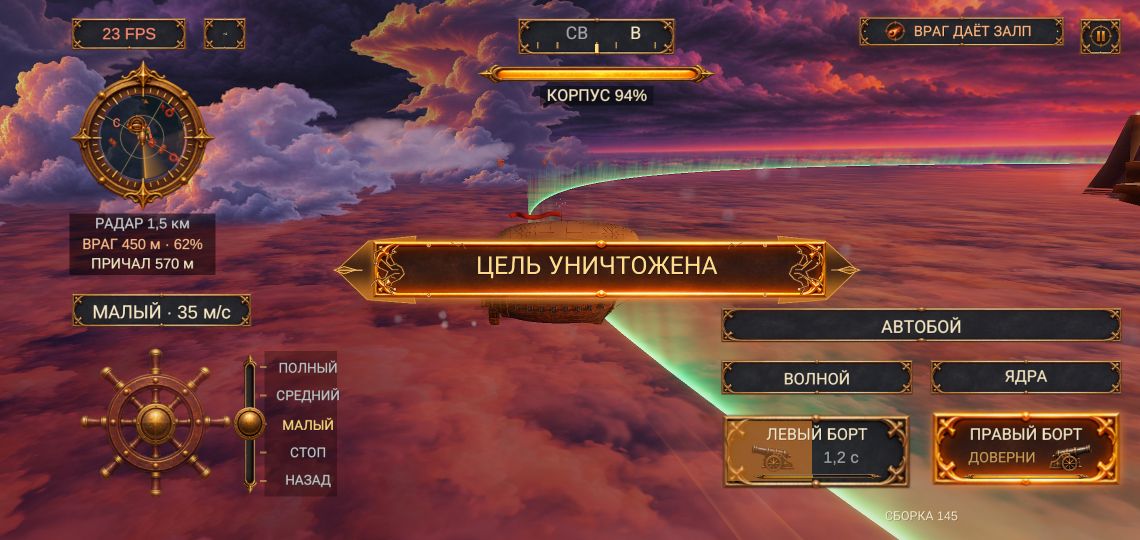 23 FPS
СВ В
ВРАГ ДАЁТ ЗАЛП
КОРПУС 94%
С
РАДАР 1,5 км
ВРАГ 450 м · 62%
ПРИЧАЛ 570 м
ЦЕЛЬ УНИЧТОЖЕНА
МАЛЫЙ · 35 м/с
АВТОБОЙ
ПОЛНЫЙ
СРЕДНИЙ
МАЛЫЙ
СТОП
НАЗАД
ВОЛНОЙ
ЯДРА
ЛЕВЫЙ БОРТ
1,2 с
ПРАВЫЙ БОРТ
ДОВЕРНИ
СБОРКА 145